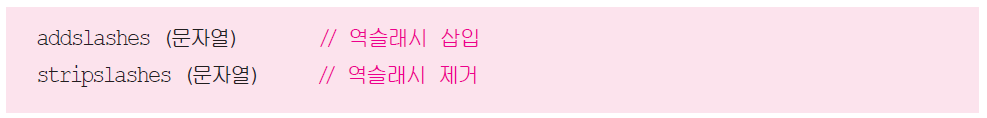 addslashes (문자열) // 역슬래시 삽입
stripslashes (문자열) // 역슬래시 제거